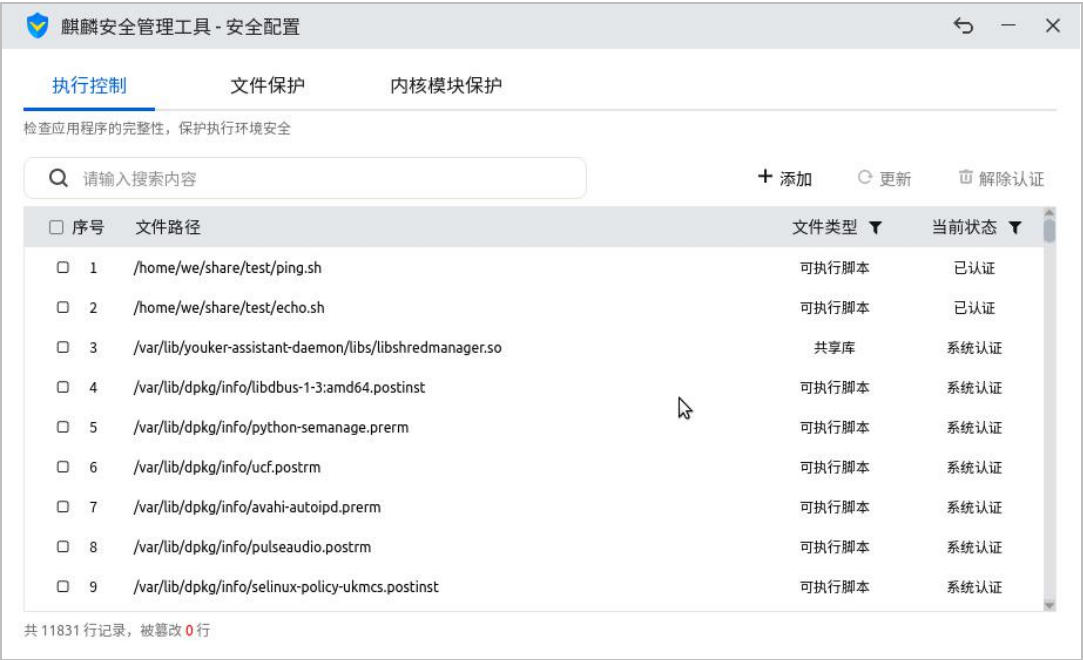 麒麟安全管理工具 - 安全配置
执行控制 文件保护 内核模块保护
检查应用程序的完整性，保护执行环境安全
请输入搜索内容 + 添加 更新 解除认证
序号 文件路径 文件类型 当前状态
1 /home/we/share/test/ping.sh 可执行脚本 已认证
2 /home/we/share/test/echo.sh 可执行脚本 已认证
3 /var/lib/youker-assistant-daemon/libs/libshredmanager.so 共享库 系统认证
4 /var/lib/dpkg/info/libdbus-1-3:amd64.postinst 可执行脚本 系统认证
5 /var/lib/dpkg/info/python-semanage.prerm 可执行脚本 系统认证
6 /var/lib/dpkg/info/ucf.postrm 可执行脚本 系统认证
7 /var/lib/dpkg/info/avahi-autoipd.prerm 可执行脚本 系统认证
8 /var/lib/dpkg/info/pulseaudio.postrm 可执行脚本 系统认证
9 /var/lib/dpkg/info/selinux-policy-ukmcs.postinst 可执行脚本 系统认证
共 11831 行记录，被篡改 0 行